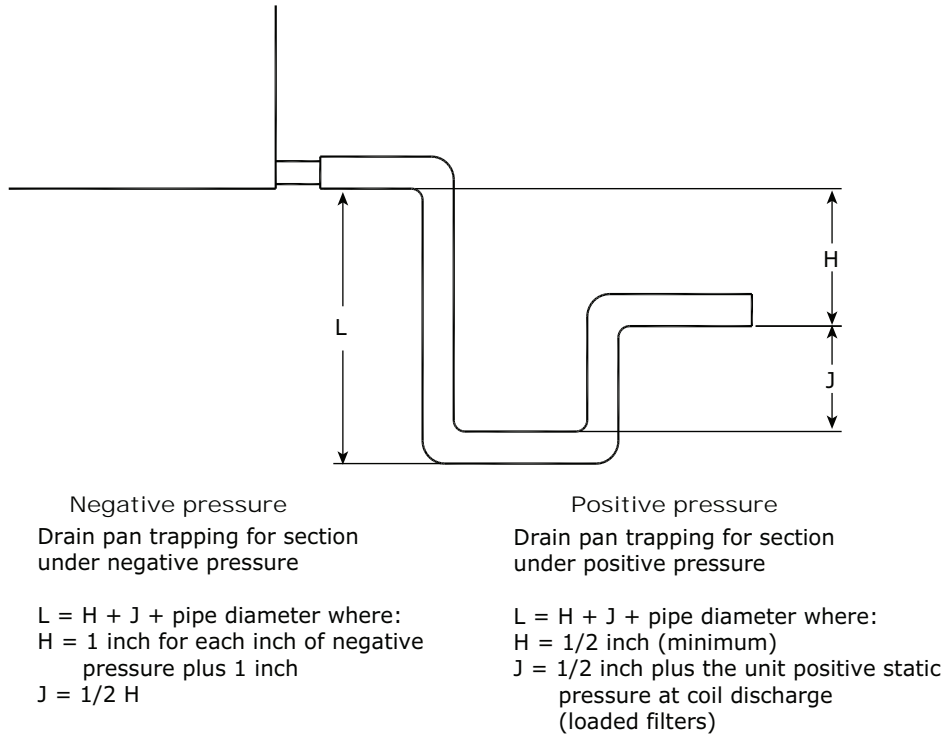 L
H
J
Negative pressure
Drain pan trapping for section
under negative pressure
L = H + J + pipe diameter where:
H = 1 inch for each inch of negative
pressure plus 1 inch
J = 1/2 H
Positive pressure
Drain pan trapping for section
under positive pressure
L = H + J + pipe diameter where:
H = 1/2 inch (minimum)
J = 1/2 inch plus the unit positive static
pressure at coil discharge
(loaded filters)